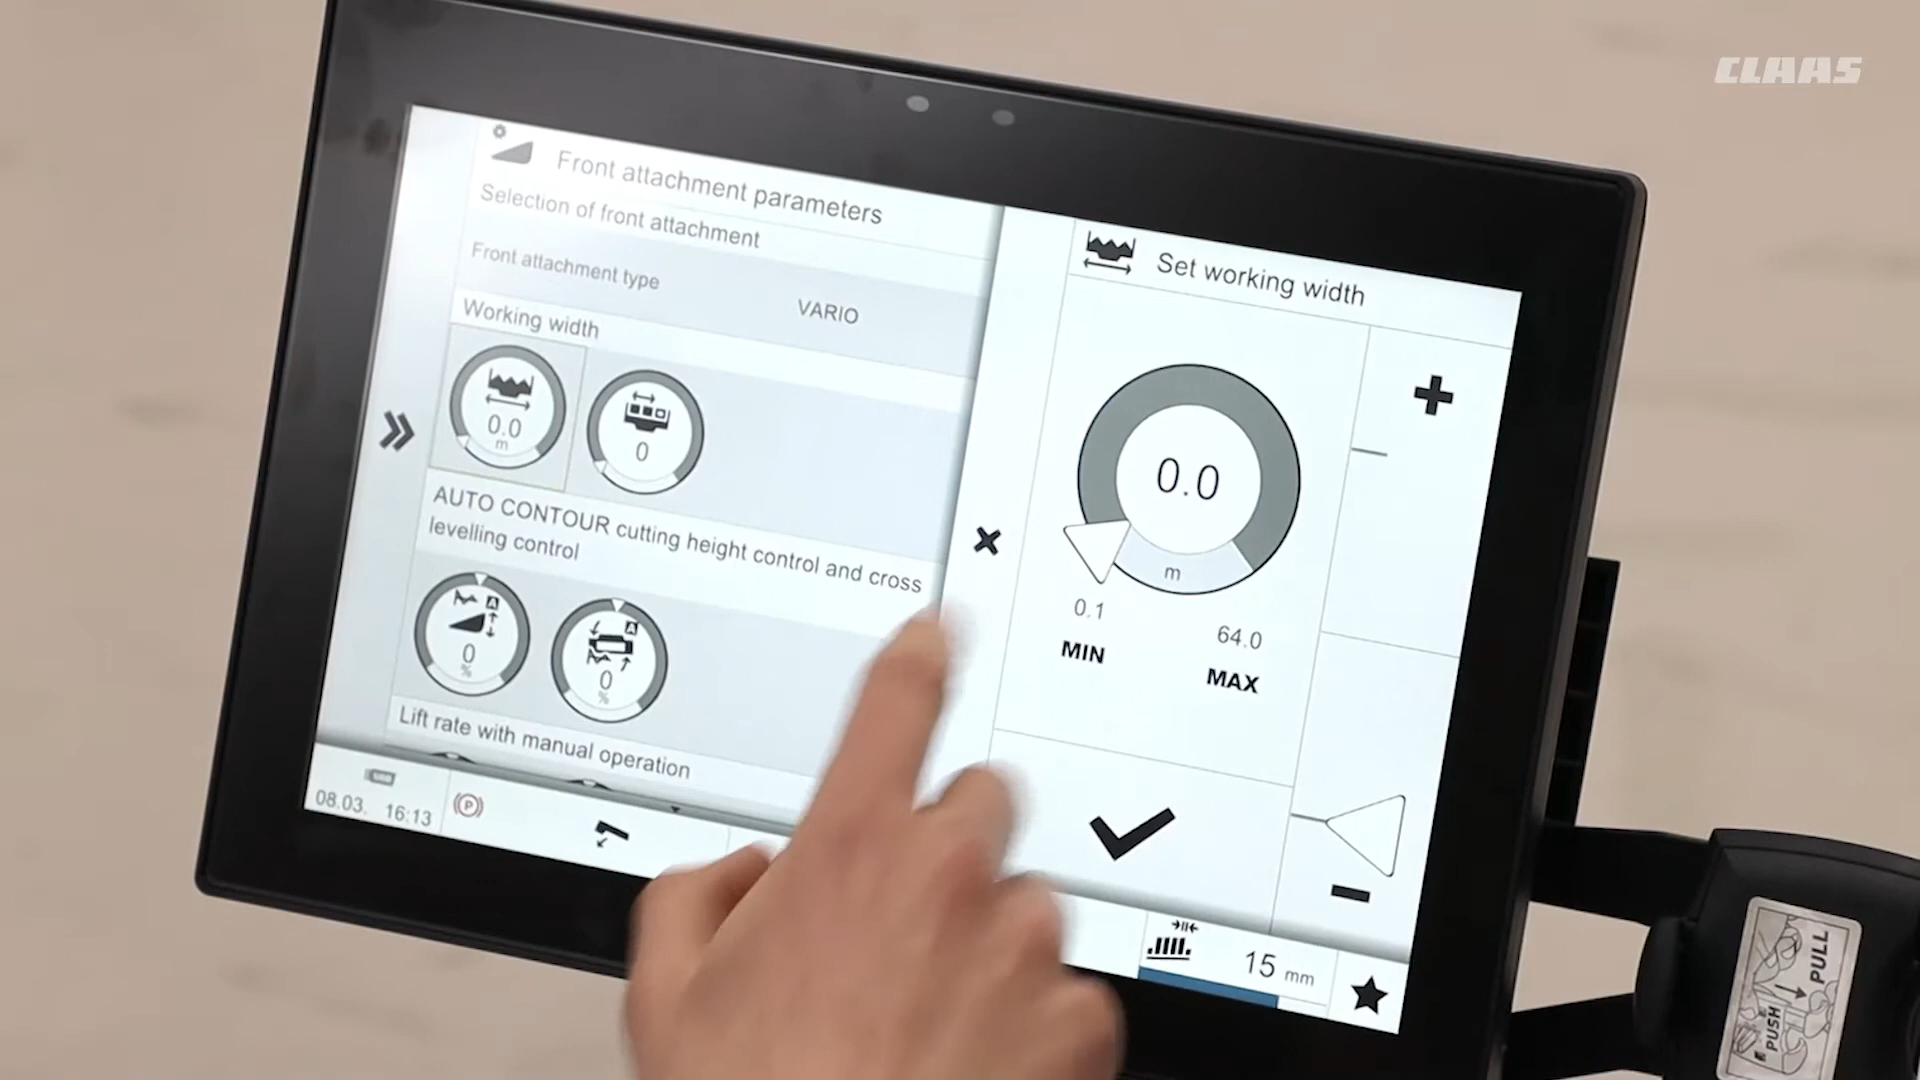 CLAAS
Front attachment parameters
Selection of front attachment
Front attachment type
VARIO
Working width
0.0
m
0
AUTO CONTOUR cutting height control and cross
levelling control
A
0
%
A
0
%
Lift rate with manual operation
08.03. 16:13
P
Set working width
0.0
m
0.1
MIN
64.0
MAX
15 mm
PUSH
PULL